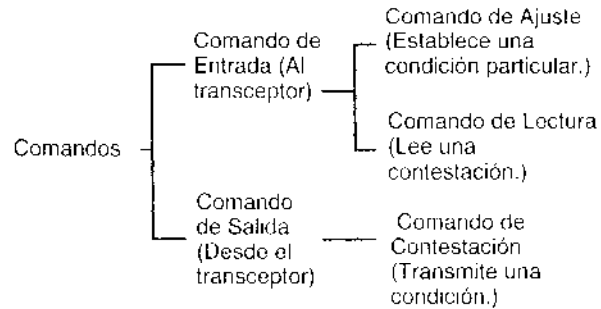 Comandos
Comando de
Entrada (Al
transceptor)
Comando de Ajuste
(Establece una
condición particular.)
Comando de Lectura
(Lee una
contestación.)
Comando
de Salida
(Desde el
transceptor)
Comando de
Contestación
(Transmite una
condición.)